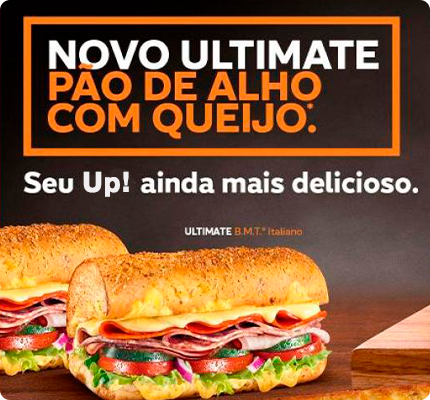 NOVO ULTIMATE
PÃO DE ALHO
COM QUEIJO.*
Seu Up! ainda mais delicioso.
ULTIMATE B.M.T.® Italiano